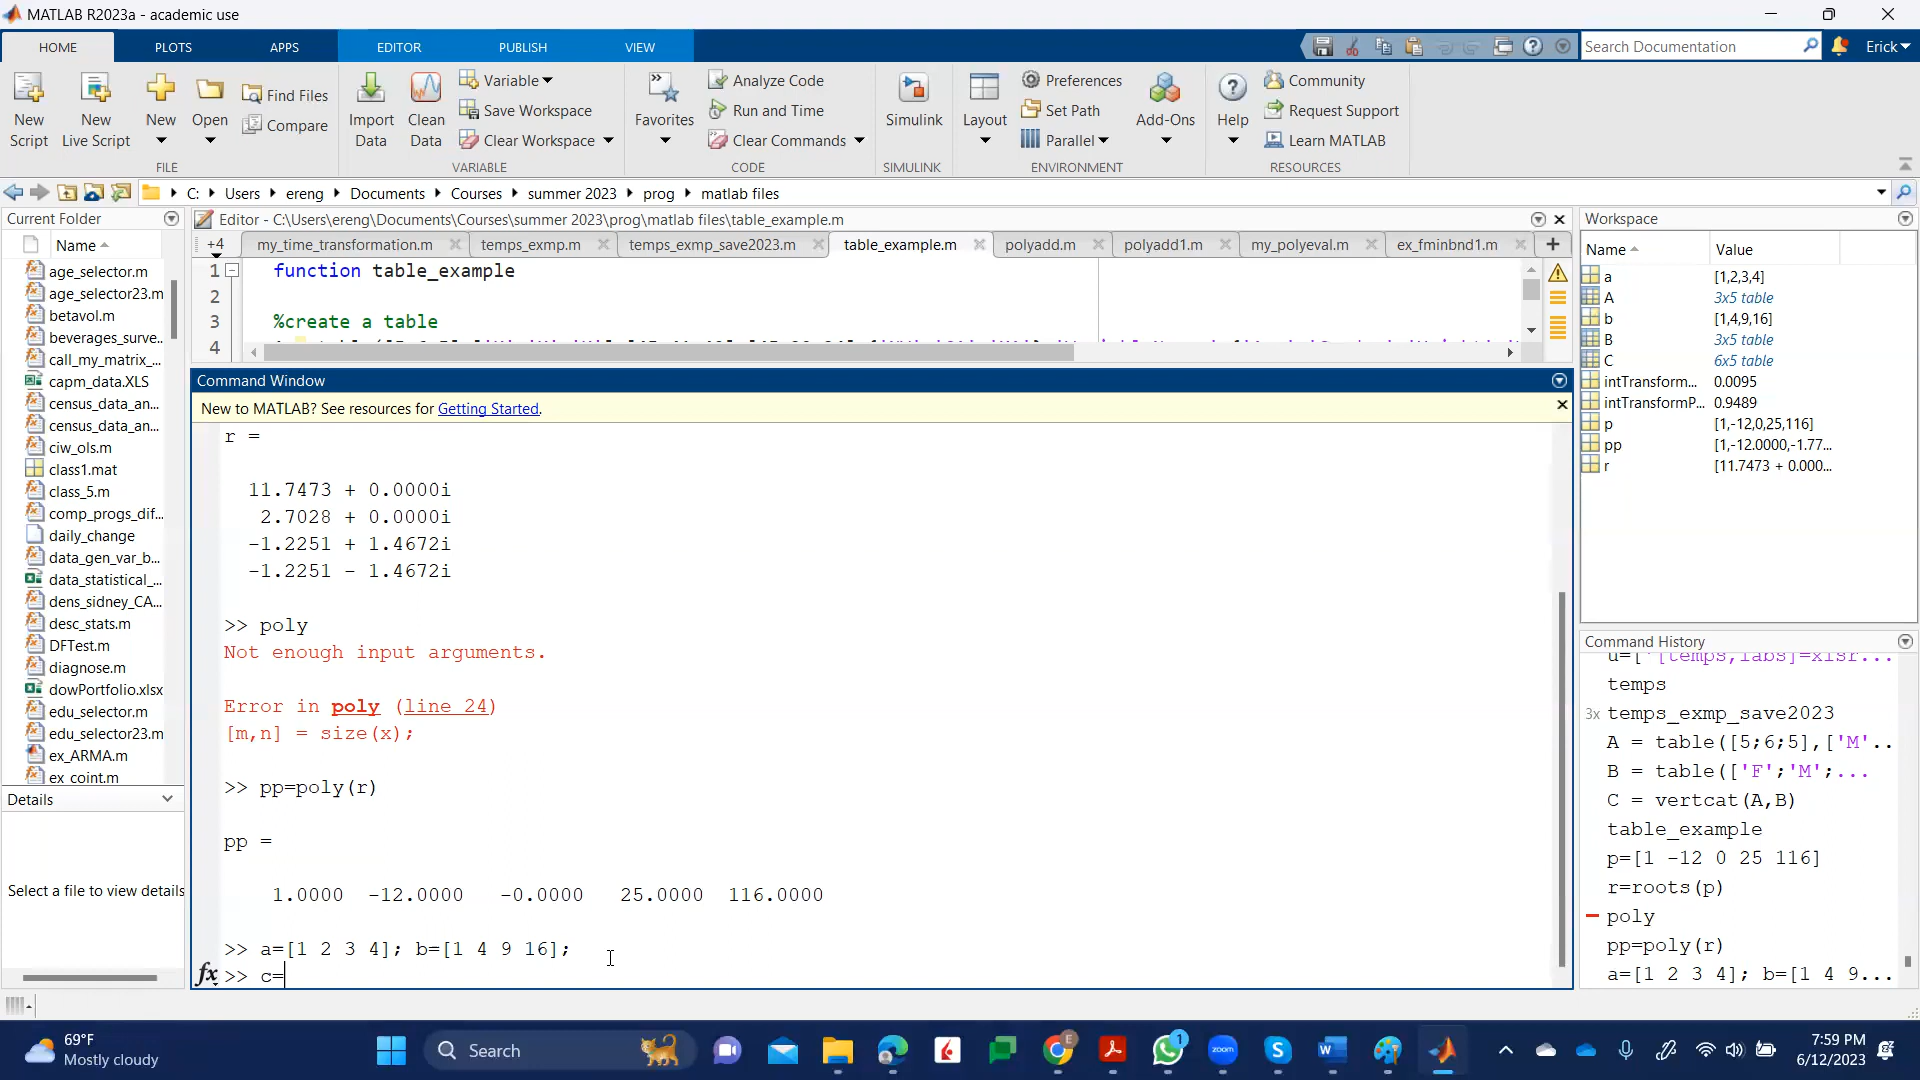 MATLAB R2023a - academic use
HOME PLOTS APPS EDITOR PUBLISH VIEW
Search Documentation
Erick
New Script
New Live Script
New
Open
Find Files
Compare
FILE
Import Data
Clean Data
Variable
Save Workspace
Clear Workspace
VARIABLE
Favorites
Analyze Code
Run and Time
Clear Commands
CODE
Simulink
SIMULINK
Layout
Preferences
Set Path
Parallel
Add-Ons
ENVIRONMENT
Help
Community
Request Support
Learn MATLAB
RESOURCES
C: Users ereng Documents Courses summer 2023 prog matlab files
Current Folder
Name
age_selector.m
age_selector23.m
betavol.m
beverages_surve...
call_my_matrix_...
capm_data.XLS
census_data_an...
census_data_an...
ciw_ols.m
class1.mat
class_5.m
comp_progs_dif...
daily_change
data_gen_var_b...
data_statistical_...
dens_sidney_CA...
desc_stats.m
DFTest.m
diagnose.m
dowPortfolio.xlsx
edu_selector.m
edu_selector23.m
ex_ARMA.m
ex_coint.m
Details
Select a file to view details
Editor - C:\Users\ereng\Documents\Courses\summer 2023\prog\matlab files\table_example.m
+4 my_time_transformation.m temps_exmp.m temps_exmp_save2023.m table_example.m polyadd.m polyadd1.m my_polyeval.m ex_fminbnd1.m
1 function table_example
2
3 %create a table
4
Command Window
New to MATLAB? See resources for Getting Started.
r =
11.7473 + 0.0000i
2.7028 + 0.0000i
-1.2251 + 1.4672i
-1.2251 - 1.4672i
>> poly
Not enough input arguments.
Error in poly (line 24)
[m,n] = size(x);
>> pp=poly(r)
pp =
1.0000 -12.0000 -0.0000 25.0000 116.0000
>> a=[1 2 3 4]; b=[1 4 9 16];
fx >> c=
Workspace
Name Value
a [1,2,3,4]
A 3x5 table
b [1,4,9,16]
B 3x5 table
C 6x5 table
intTransform... 0.0095
intTransformP... 0.9489
p [1,-12,0,25,116]
pp [1,-12.0000,-1.77...
r [11.7473 + 0.000...
Command History
u=['[temps,labs]=xlsr...
temps
3x temps_exmp_save2023
A = table([5;6;5],['M'..
B = table(['F';'M';...
C = vertcat(A,B)
table_example
p=[1 -12 0 25 116]
r=roots(p)
poly
pp=poly(r)
a=[1 2 3 4]; b=[1 4 9...
69°F
Mostly cloudy
Search
E
1
zoom
7:59 PM
6/12/2023